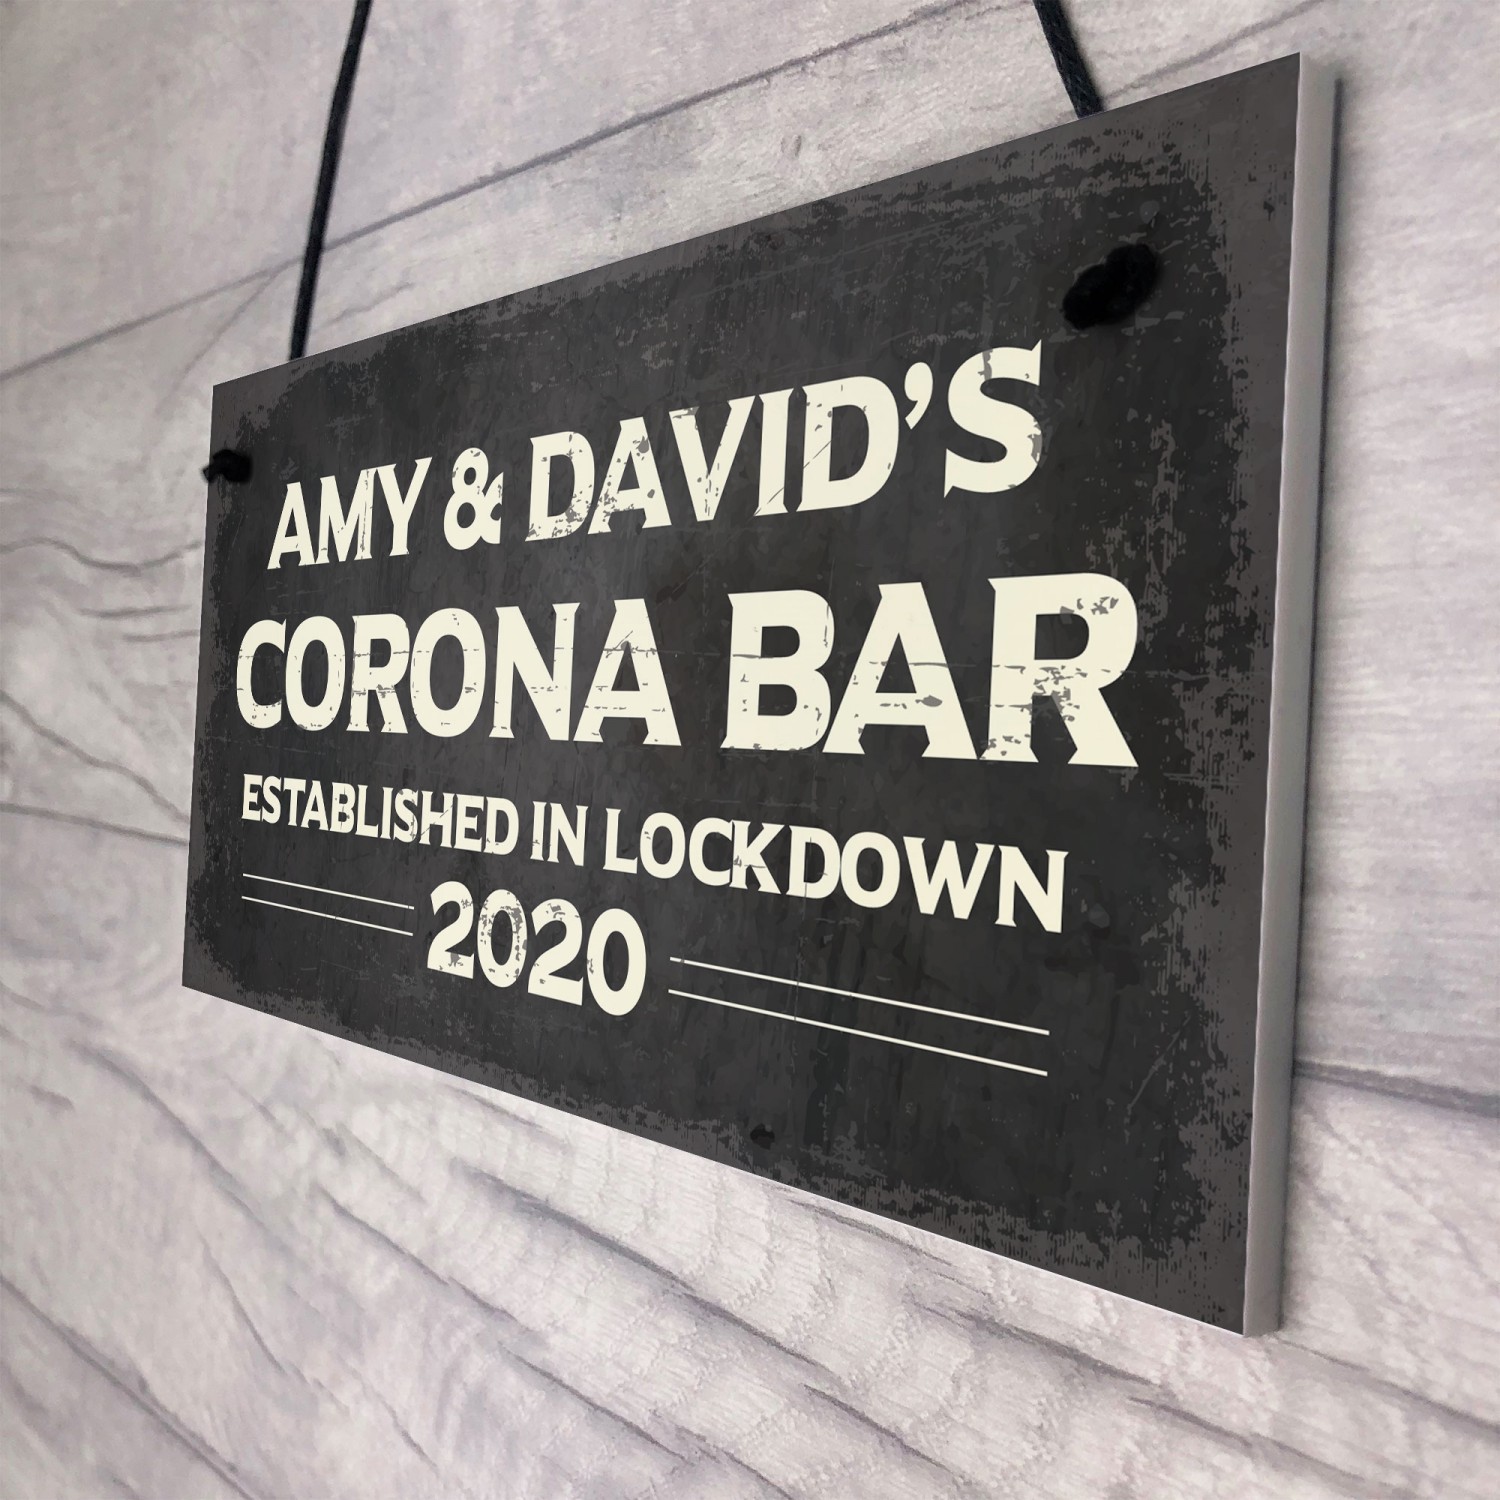 AMY & DAVID'S
CORONA BAR
ESTABLISHED IN LOCKDOWN
2020